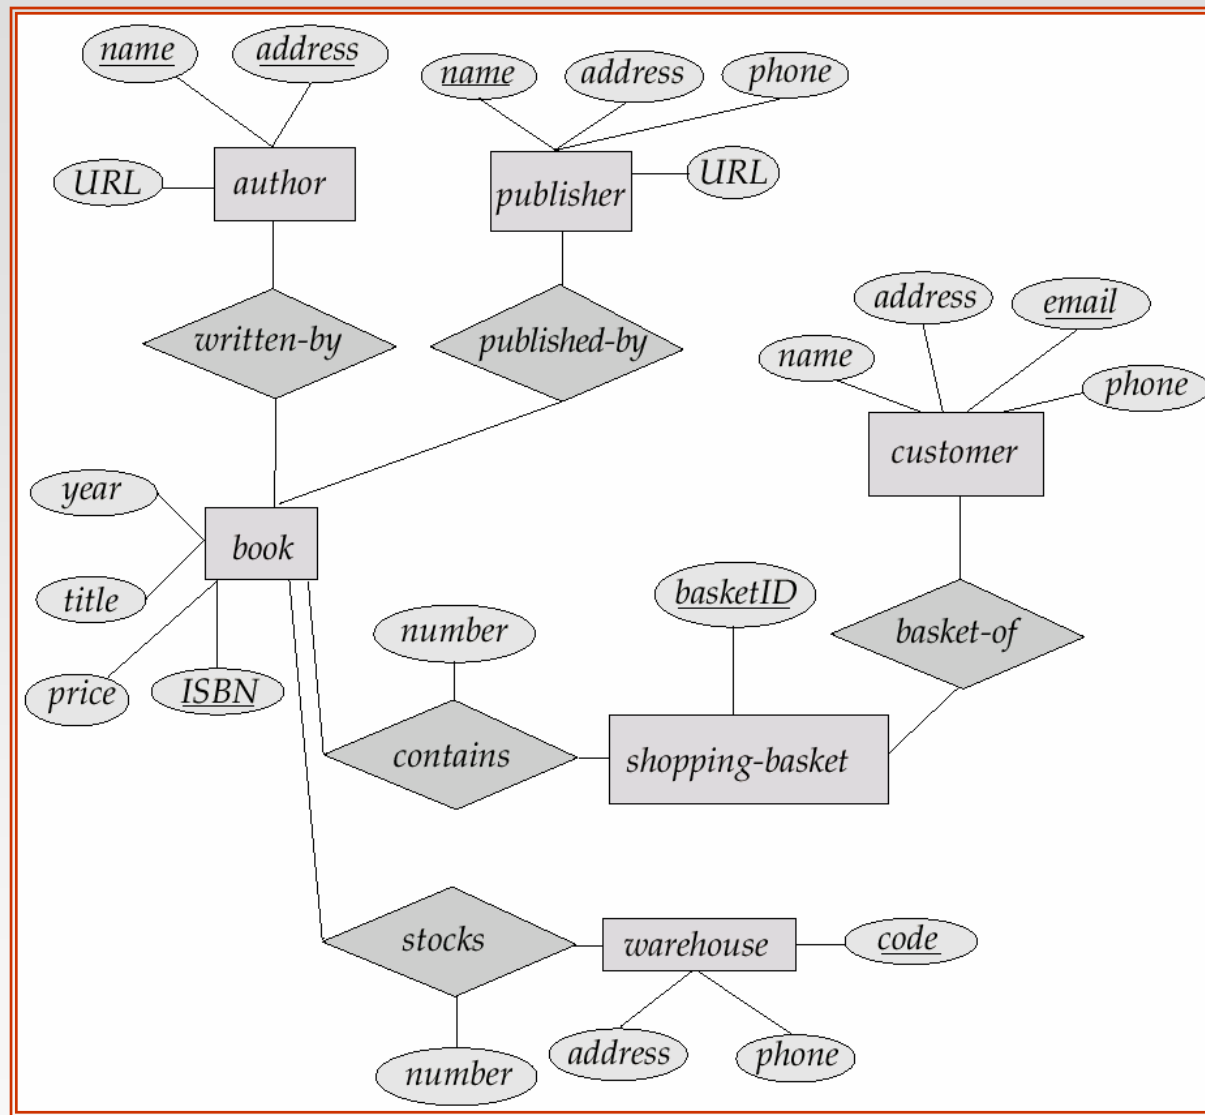 name
address
name
address
phone
URL
author
publisher
URL
address
email
name
phone
written-by
published-by
customer
year
book
title
basketID
number
basket-of
price
ISBN
contains
shopping-basket
stocks
warehouse
code
address
phone
number